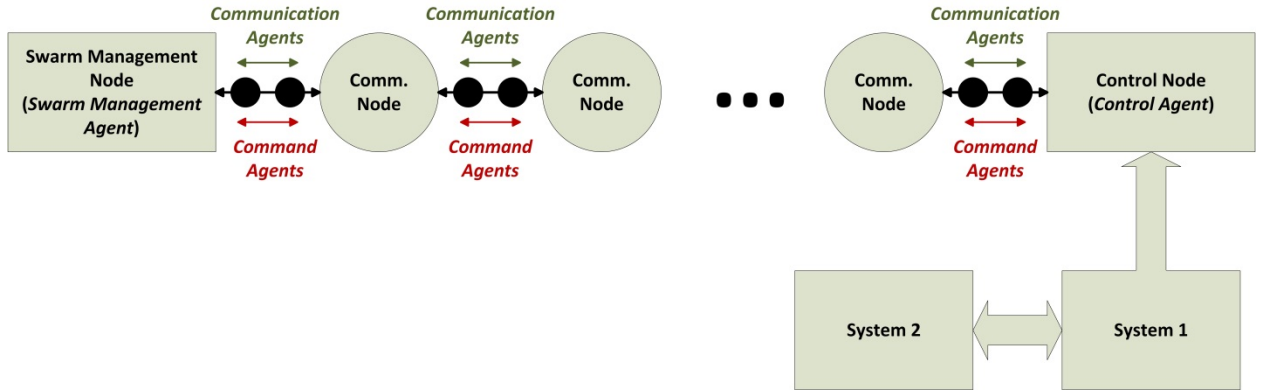 Communication
Agents
Communication
Agents
Communication
Agents
Swarm Management
Node
(Swarm Management
Agent)
Comm.
Node
Comm.
Node
Comm.
Node
Control Node
(Control Agent)
Command
Agents
Command
Agents
Command
Agents
System 2
System 1